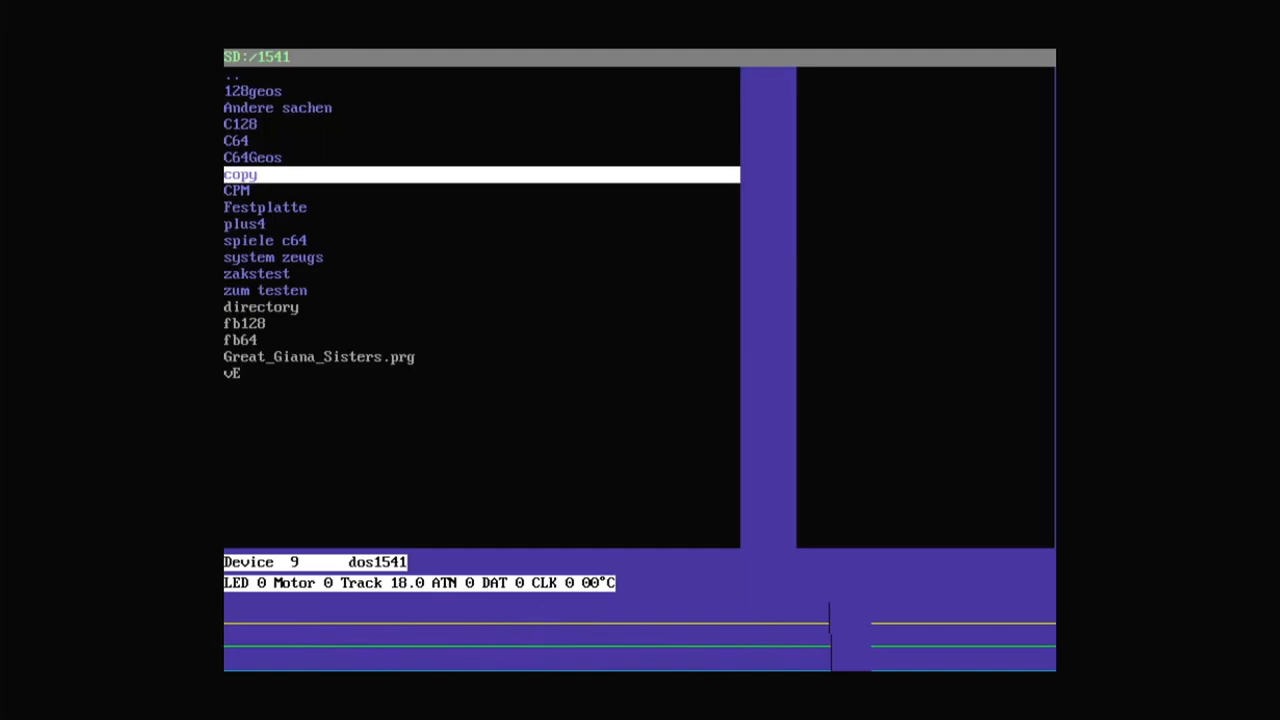 SD:/1541
..
128geos
Andere sachen
C128
C64
C64Geos
copy
CPM
Festplatte
plus4
spiele c64
system zeugs
zakstest
zum testen
directory
fb128
fb64
Great_Giana_Sisters.prg
vE
Device 9 dos1541
LED 0 Motor 0 Track 18.0 ATN 0 DAT 0 CLK 0 00°C